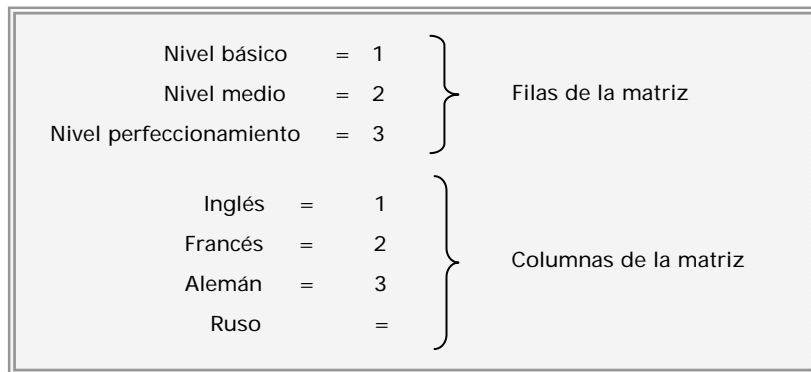 Nivel básico = 1
Nivel medio = 2
Filas de la matriz
Nivel perfeccionamiento = 3
Inglés = 1
Francés = 2
Columnas de la matriz
Alemán = 3
Ruso =